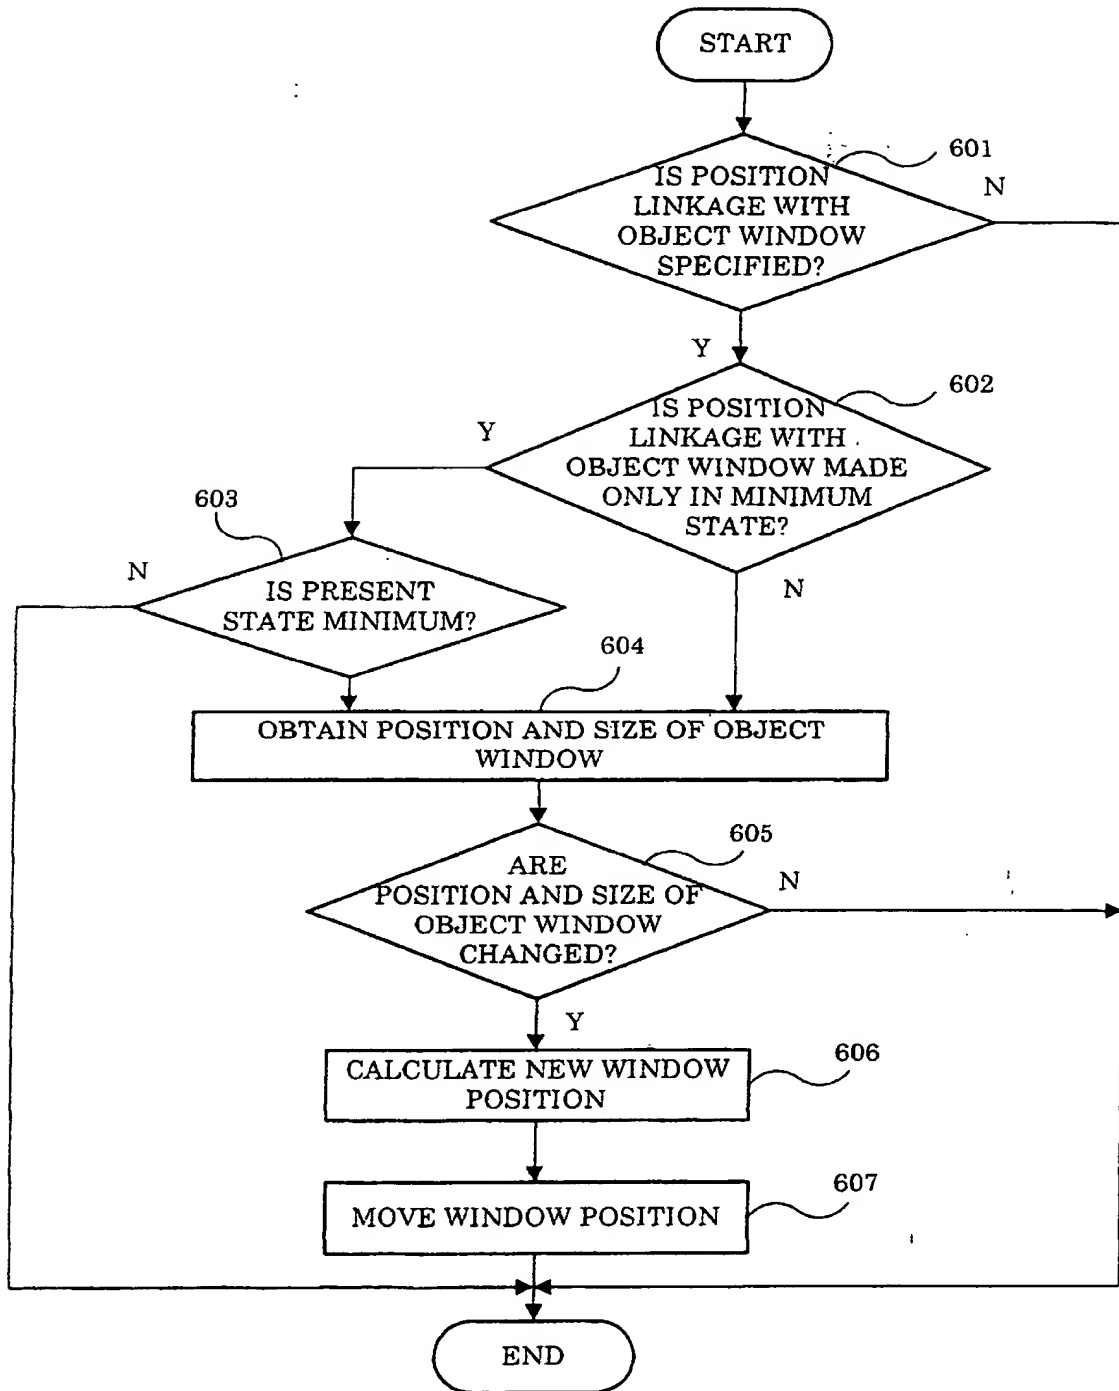 START
601
IS POSITION
LINKAGE WITH
OBJECT WINDOW
SPECIFIED?
N
Y
602
IS POSITION
LINKAGE WITH
OBJECT WINDOW MADE
ONLY IN MINIMUM
STATE?
Y
N
603
IS PRESENT
STATE MINIMUM?
N
604
OBTAIN POSITION AND SIZE OF OBJECT
WINDOW
605
ARE
POSITION AND SIZE OF
OBJECT WINDOW
CHANGED?
N
Y
606
CALCULATE NEW WINDOW
POSITION
607
MOVE WINDOW POSITION
END